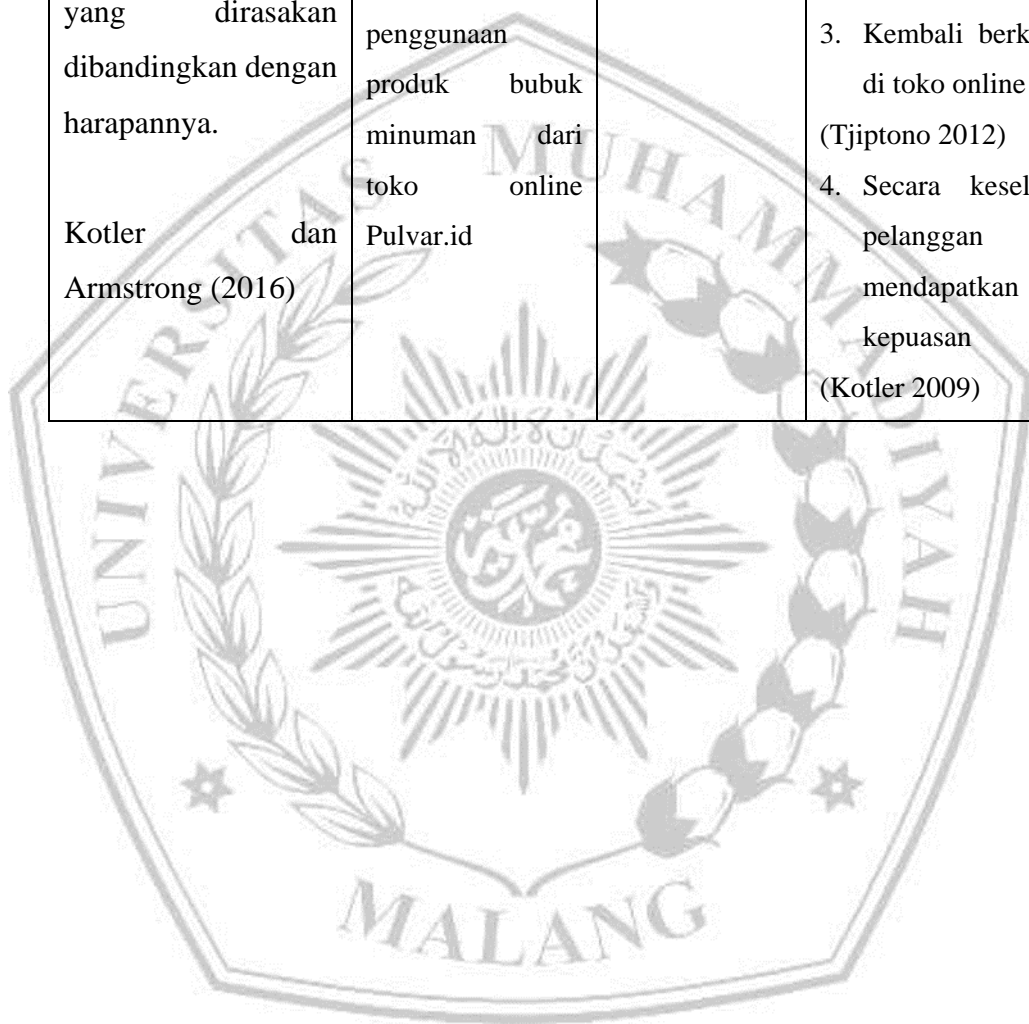 yang dirasakan
dibandingkan dengan
harapannya.
Kotler dan
Armstrong (2016)
penggunaan
produk bubuk
minuman dari
toko online
Pulvar.id
3. Kembali berk
di toko online
(Tjiptono 2012)
4. Secara kesel
pelanggan
mendapatkan
kepuasan
(Kotler 2009)
UNIVERSITAS MUHAMMADIYAH
MALANG